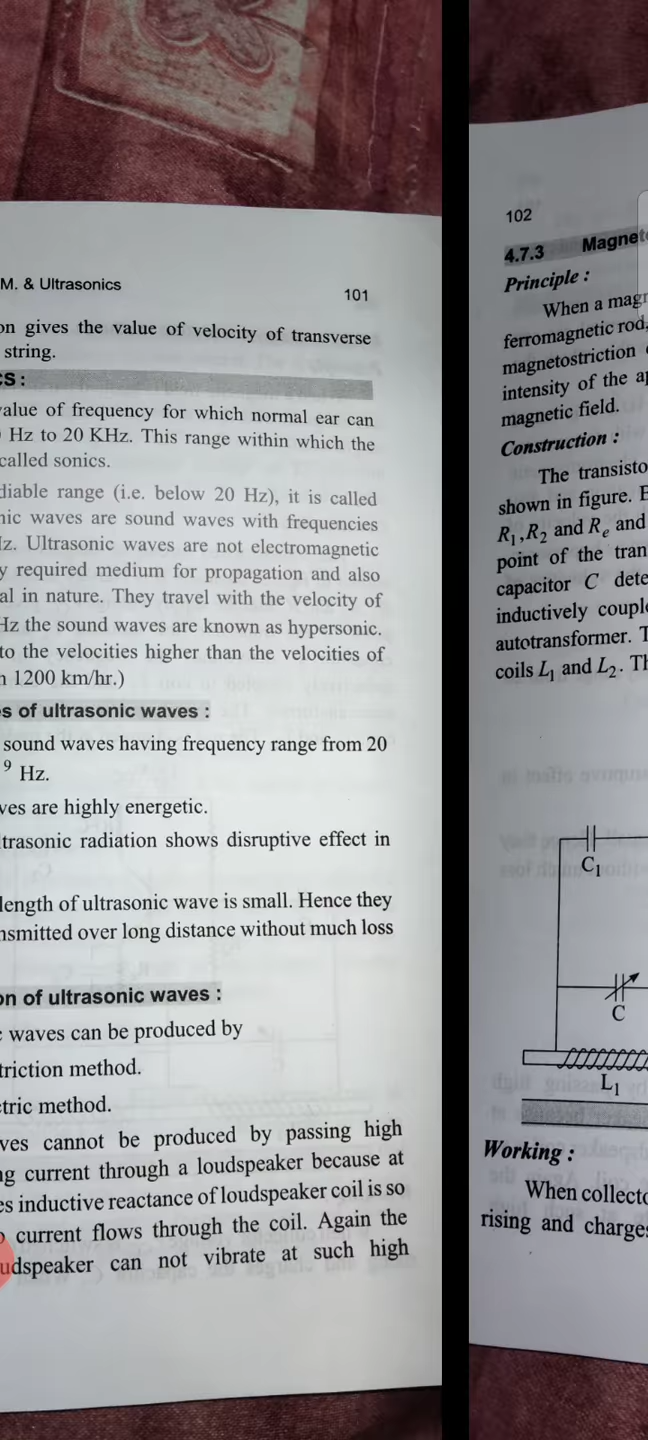 M. & Ultrasonics
101
on gives the value of velocity of transverse
string.
CS :
value of frequency for which normal ear can
Hz to 20 KHz. This range within which the
called sonics.
diable range (i.e. below 20 Hz), it is called
nic waves are sound waves with frequencies
Hz. Ultrasonic waves are not electromagnetic
y required medium for propagation and also
al in nature. They travel with the velocity of
Hz the sound waves are known as hypersonic.
to the velocities higher than the velocities of
n 1200 km/hr.)
s of ultrasonic waves :
sound waves having frequency range from 20
9 Hz.
ves are highly energetic.
trasonic radiation shows disruptive effect in
length of ultrasonic wave is small. Hence they
nsmitted over long distance without much loss
on of ultrasonic waves :
c waves can be produced by
triction method.
ctric method.
ves cannot be produced by passing high
ng current through a loudspeaker because at
es inductive reactance of loudspeaker coil is so
o current flows through the coil. Again the
udspeaker can not vibrate at such high
102
4.7.3 Magnet
Principle :
When a magn
ferromagnetic rod,
magnetostriction
intensity of the ap
magnetic field.
Construction :
The transisto
shown in figure. E
R1, R2 and Re and
point of the tran
capacitor C dete
inductively couple
autotransformer. T
coils L1 and L2. Th
C1
C
L1
Working :
When collecto
rising and charges